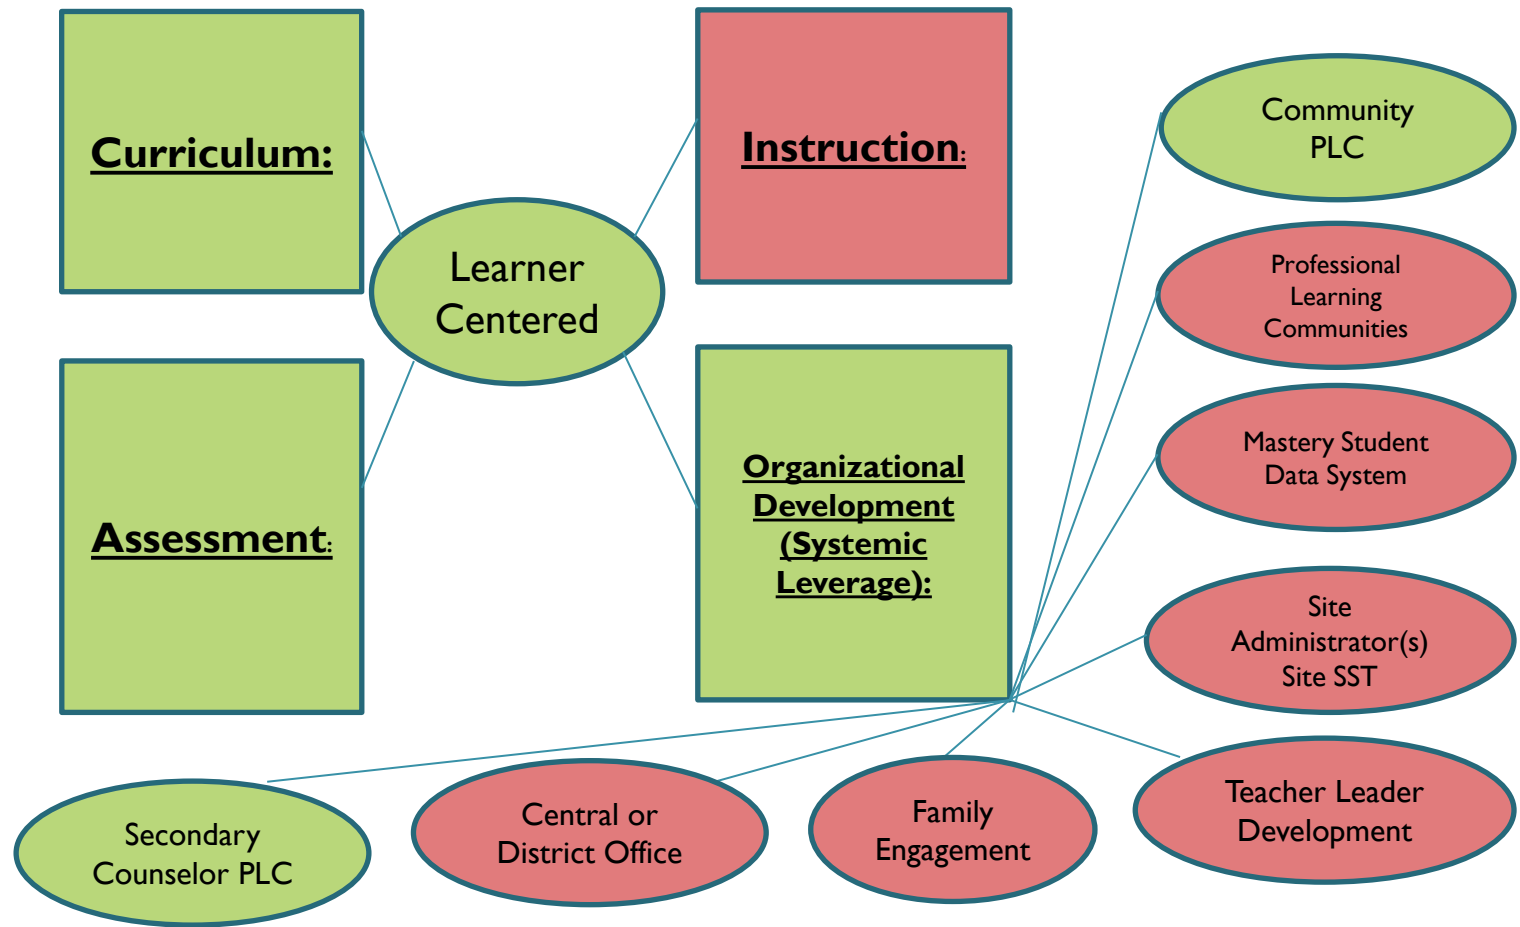 Curriculum:
Instruction:
Learner
Centered
Assessment:
Organizational
Development
(Systemic
Leverage):
Community
PLC
Professional
Learning
Communities
Mastery Student
Data System
Site
Administrator(s)
Site SST
Teacher Leader
Development
Family
Engagement
Central or
District Office
Secondary
Counselor PLC